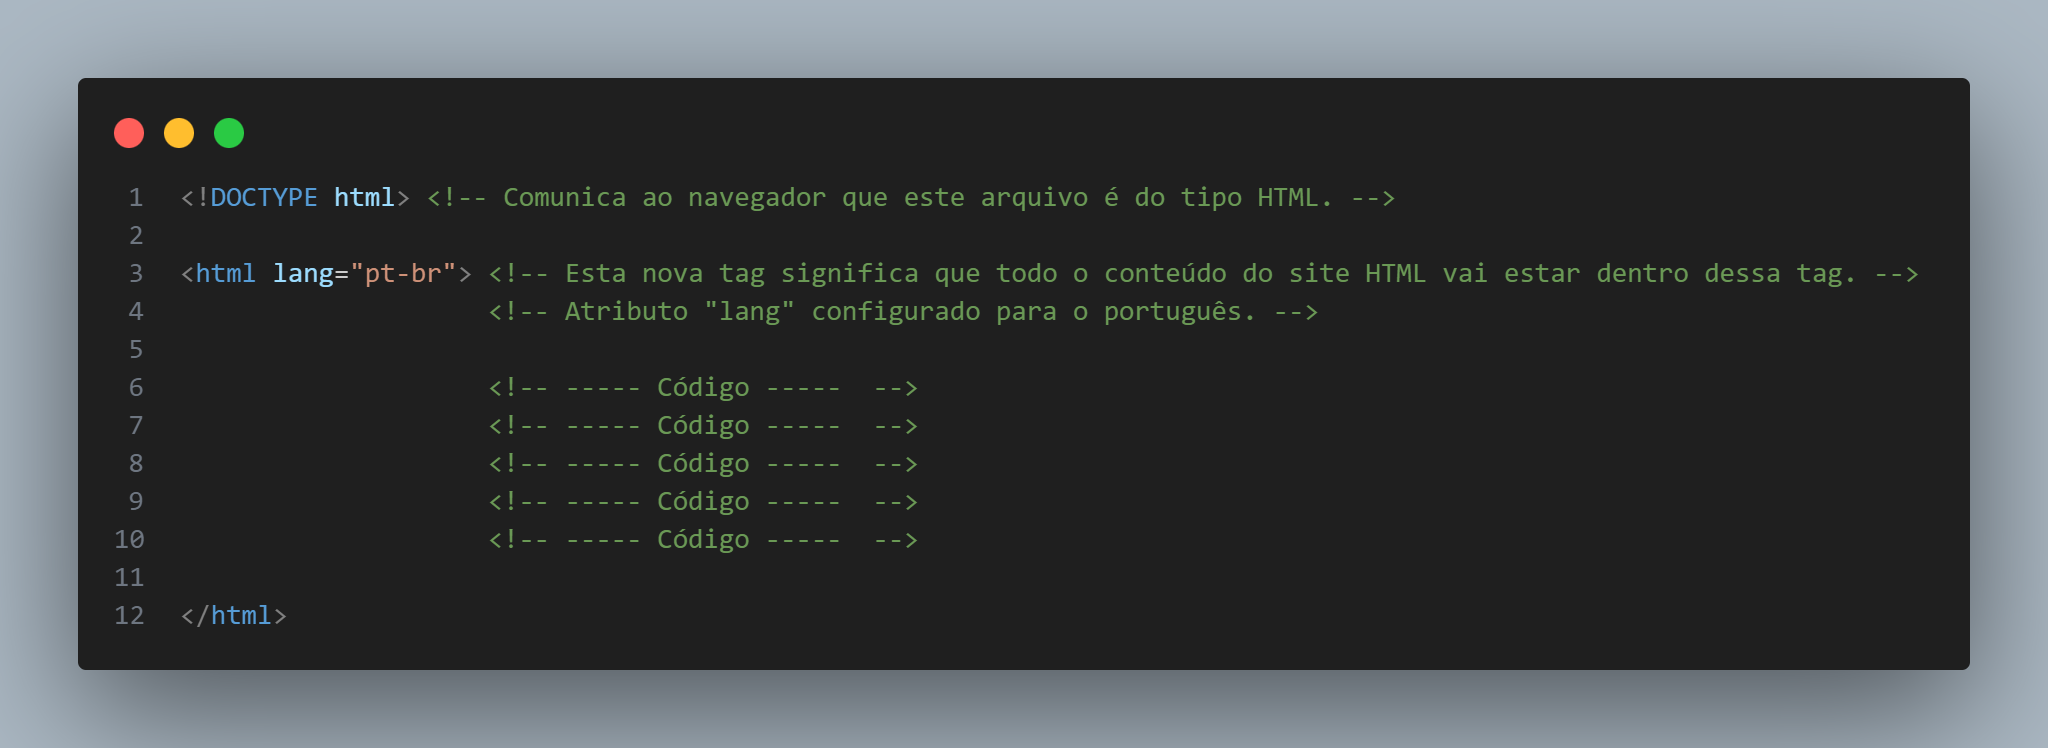 1 <!DOCTYPE html> <!-- Comunica ao navegador que este arquivo é do tipo HTML. -->
2
3 <html lang="pt-br"> <!-- Esta nova tag significa que todo o conteúdo do site HTML vai estar dentro dessa tag. -->
4                     <!-- Atributo "lang" configurado para o português. -->
5
6                     <!-- ----- Código -----  -->
7                     <!-- ----- Código -----  -->
8                     <!-- ----- Código -----  -->
9                     <!-- ----- Código -----  -->
10                    <!-- ----- Código -----  -->
11
12 </html>